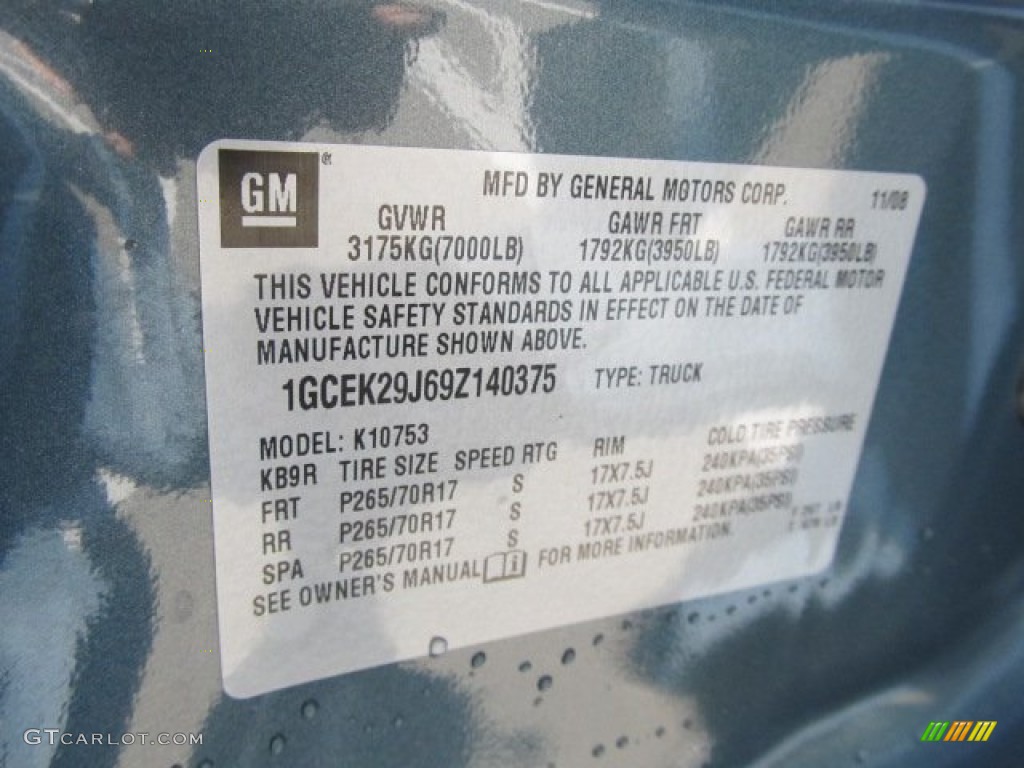 GM ®
MFD BY GENERAL MOTORS CORP. 11/08
GVWR GAWR FRT GAWR RR
3175KG(7000LB) 1792KG(3950LB) 1792KG(3950LB)
THIS VEHICLE CONFORMS TO ALL APPLICABLE U.S. FEDERAL MOTOR
VEHICLE SAFETY STANDARDS IN EFFECT ON THE DATE OF
MANUFACTURE SHOWN ABOVE.
1GCEK29J69Z140375 TYPE: TRUCK
MODEL: K10753
KB9R TIRE SIZE SPEED RTG RIM COLD TIRE PRESSURE
FRT P265/70R17 S 17X7.5J 240KPA(35PSI)
RR P265/70R17 S 17X7.5J 240KPA(35PSI)
SPA P265/70R17 S 17X7.5J 240KPA(35PSI)
SEE OWNER'S MANUAL FOR MORE INFORMATION.
GTCARLOT.COM